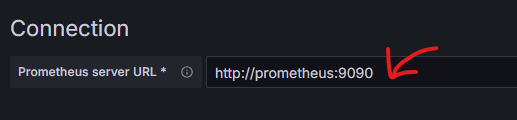 Connection
Prometheus server URL *
http://prometheus:9090